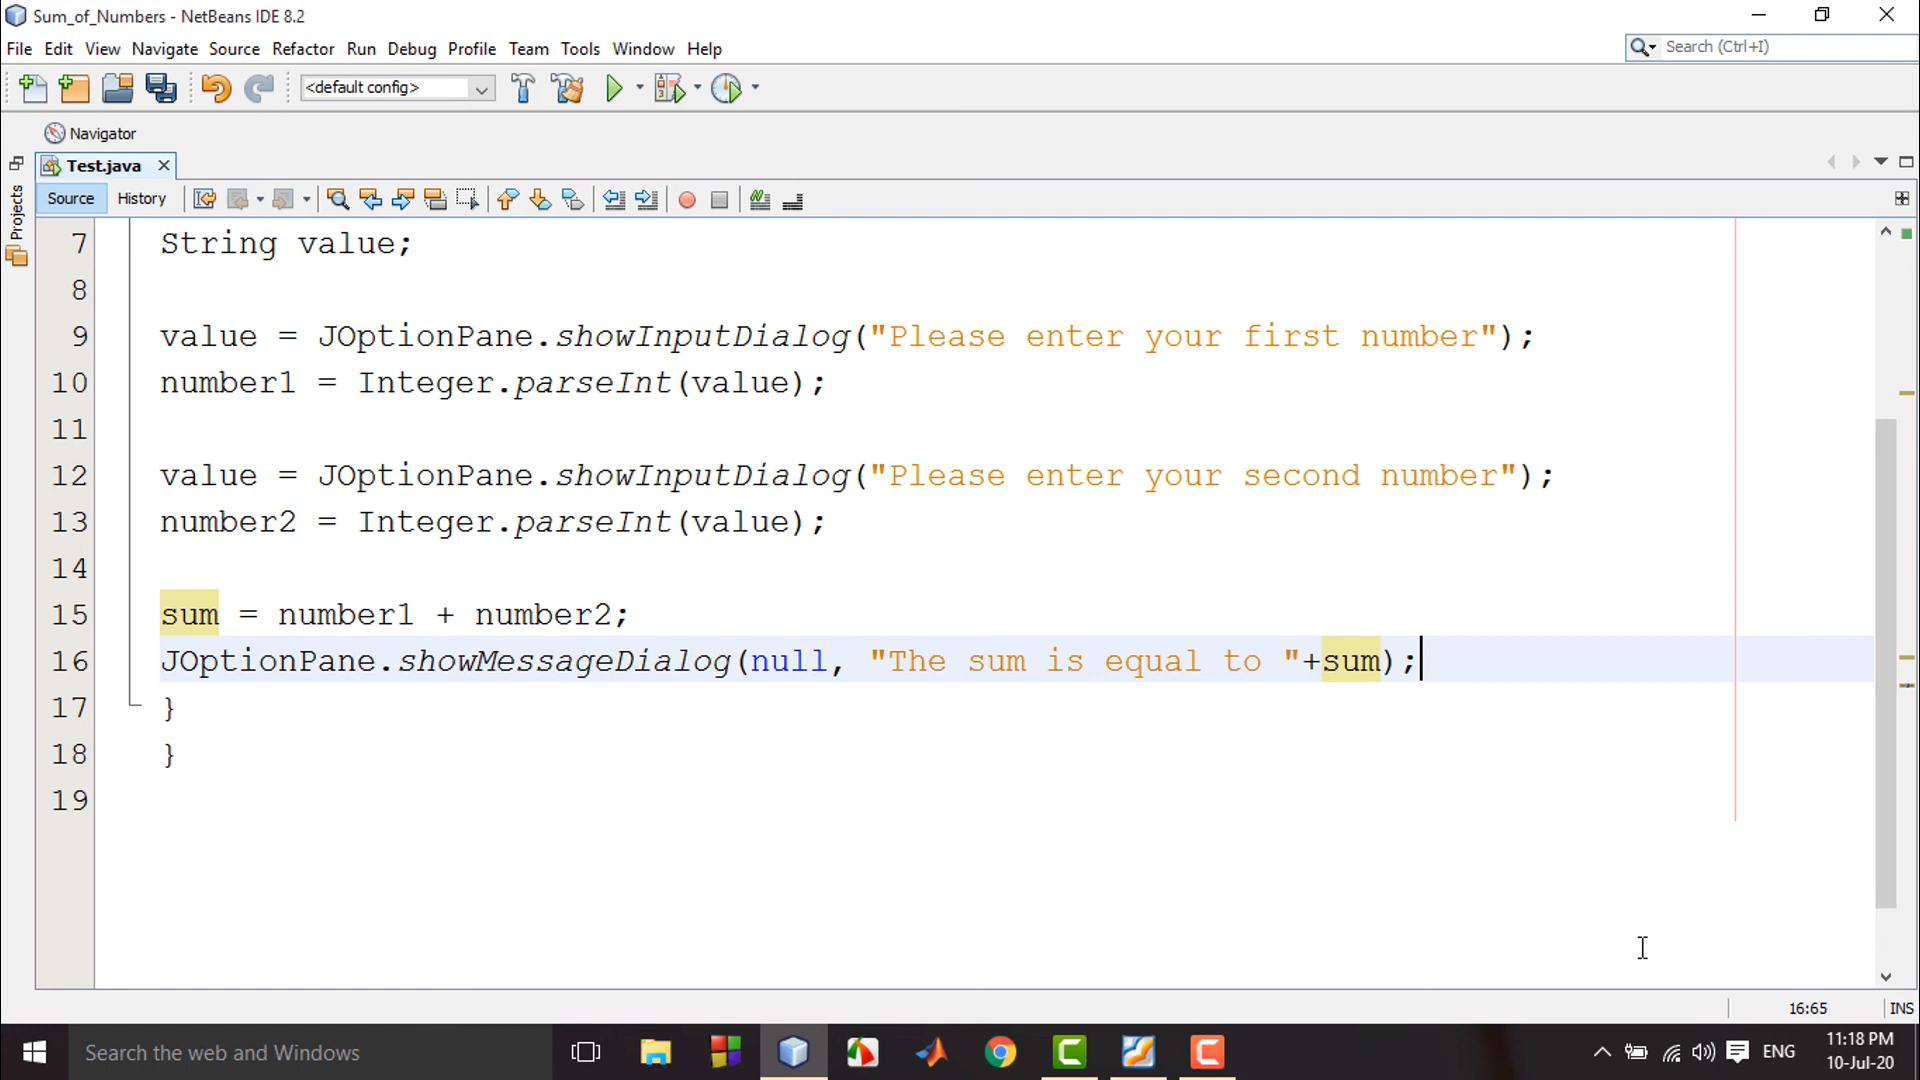 Sum_of_Numbers - NetBeans IDE 8.2
File Edit View Navigate Source Refactor Run Debug Profile Team Tools Window Help
Search (Ctrl+I)
<default config>
Navigator
Projects
Test.java
Source History
7 String value;
8
9 value = JOptionPane.showInputDialog("Please enter your first number");
10 number1 = Integer.parseInt(value);
11
12 value = JOptionPane.showInputDialog("Please enter your second number");
13 number2 = Integer.parseInt(value);
14
15 sum = number1 + number2;
16 JOptionPane.showMessageDialog(null, "The sum is equal to "+sum);
17 }
18 }
19
16:65 INS
Search the web and Windows
ENG
11:18 PM
10-Jul-20